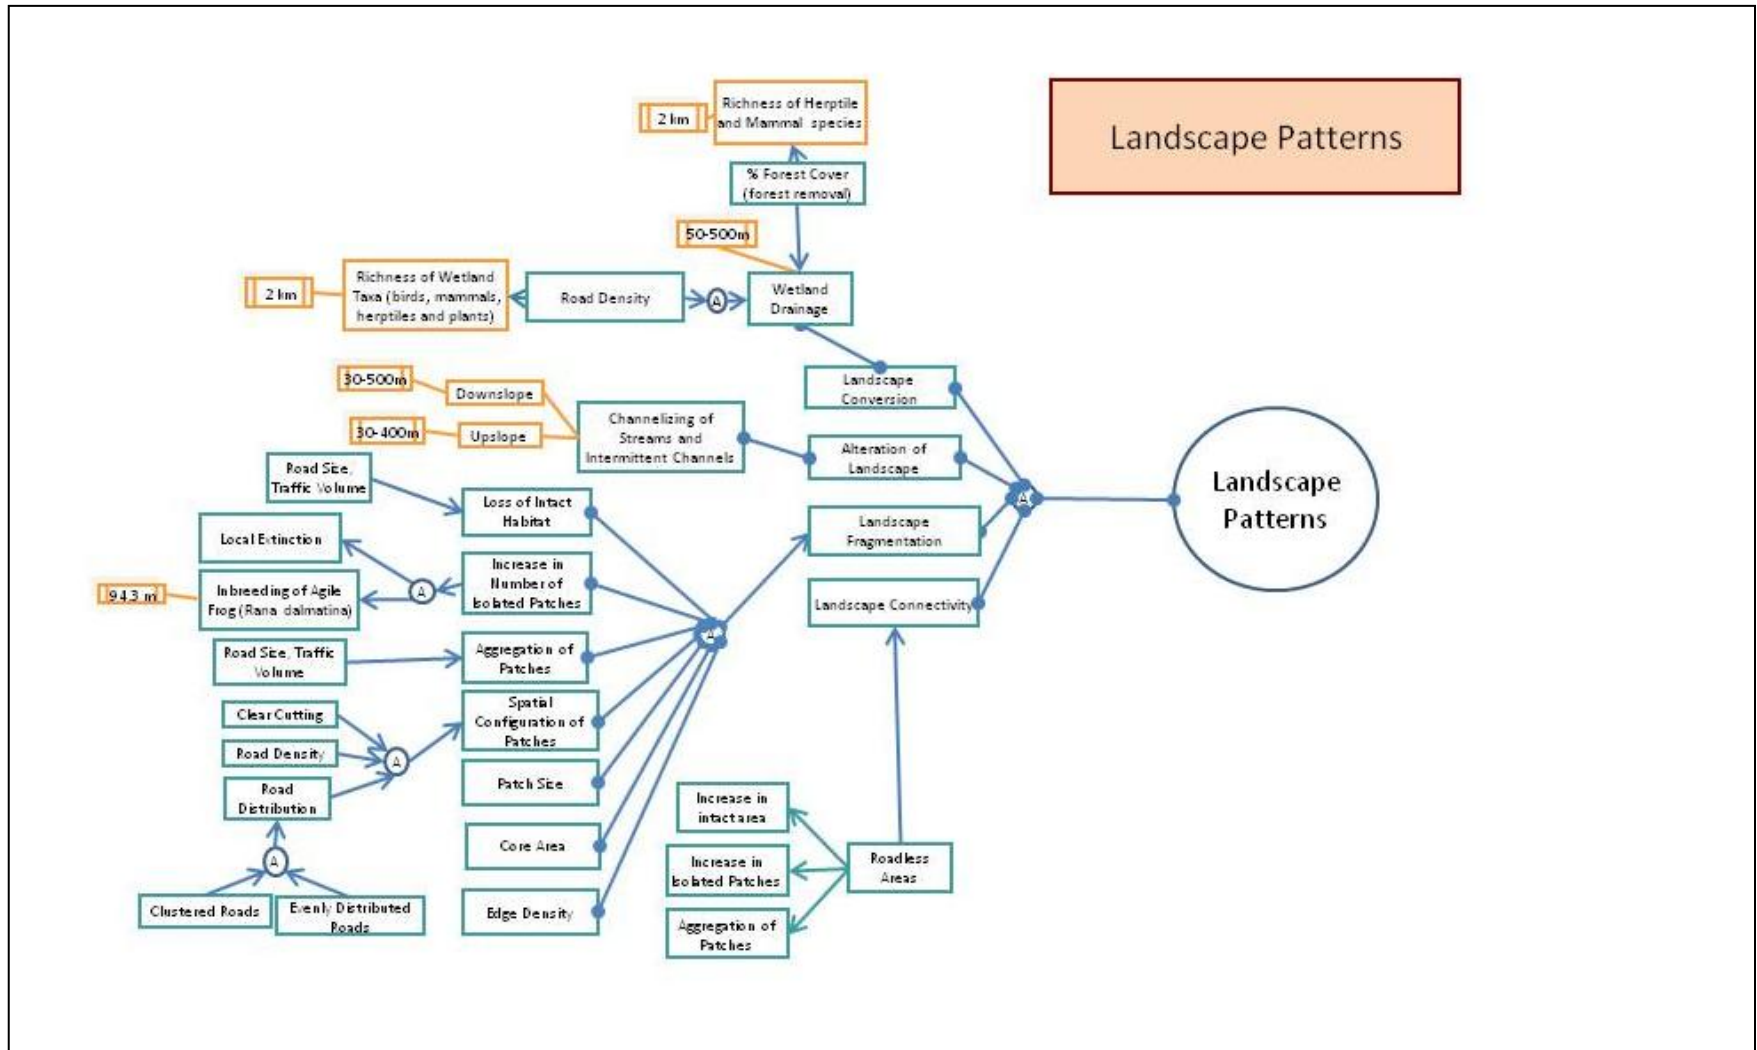 Landscape Patterns
Richness of Herptile
and Mammal species
2 km
% Forest Cover
(forest removal)
50-500m
Richness of Wetland
Taxa (birds, mammals,
herptiles and plants)
2 km
Road Density
A
Wetland
Drainage
30-500m
Downslope
30-400m
Upslope
Channelizing of
Streams and
Intermittent Channels
Landscape
Conversion
Alteration of
Landscape
Landscape
Fragmentation
Landscape Connectivity
A
Landscape
Patterns
Road Size,
Traffic Volume
Loss of Intact
Habitat
Local Extinction
Inbreeding of Agile
Frog (Rana dalmatina)
94.3 m
A
Increase in
Number of
Isolated Patches
A
Road Size, Traffic
Volume
Aggregation of
Patches
Clear Cutting
Road Density
Road
Distribution
A
Spatial
Configuration of
Patches
Patch Size
Core Area
Edge Density
A
Clustered Roads
Evenly Distributed
Roads
Increase in
intact area
Increase in
Isolated Patches
Aggregation of
Patches
Roadless
Areas